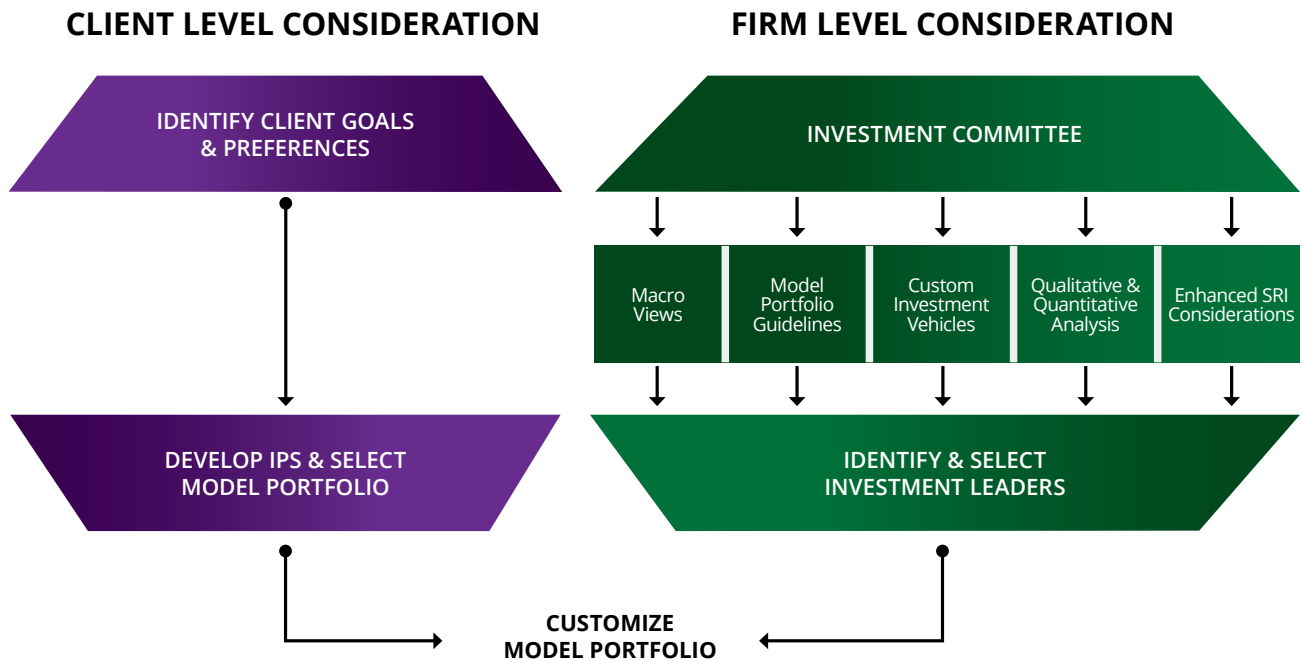 CLIENT LEVEL CONSIDERATION
IDENTIFY CLIENT GOALS
& PREFERENCES
DEVELOP IPS & SELECT
MODEL PORTFOLIO
FIRM LEVEL CONSIDERATION
INVESTMENT COMMITTEE
Macro
Views
Model
Portfolio
Guidelines
Custom
Investment
Vehicles
Qualitative &
Quantitative
Analysis
Enhanced SRI
Considerations
IDENTIFY & SELECT
INVESTMENT LEADERS
CUSTOMIZE
MODEL PORTFOLIO